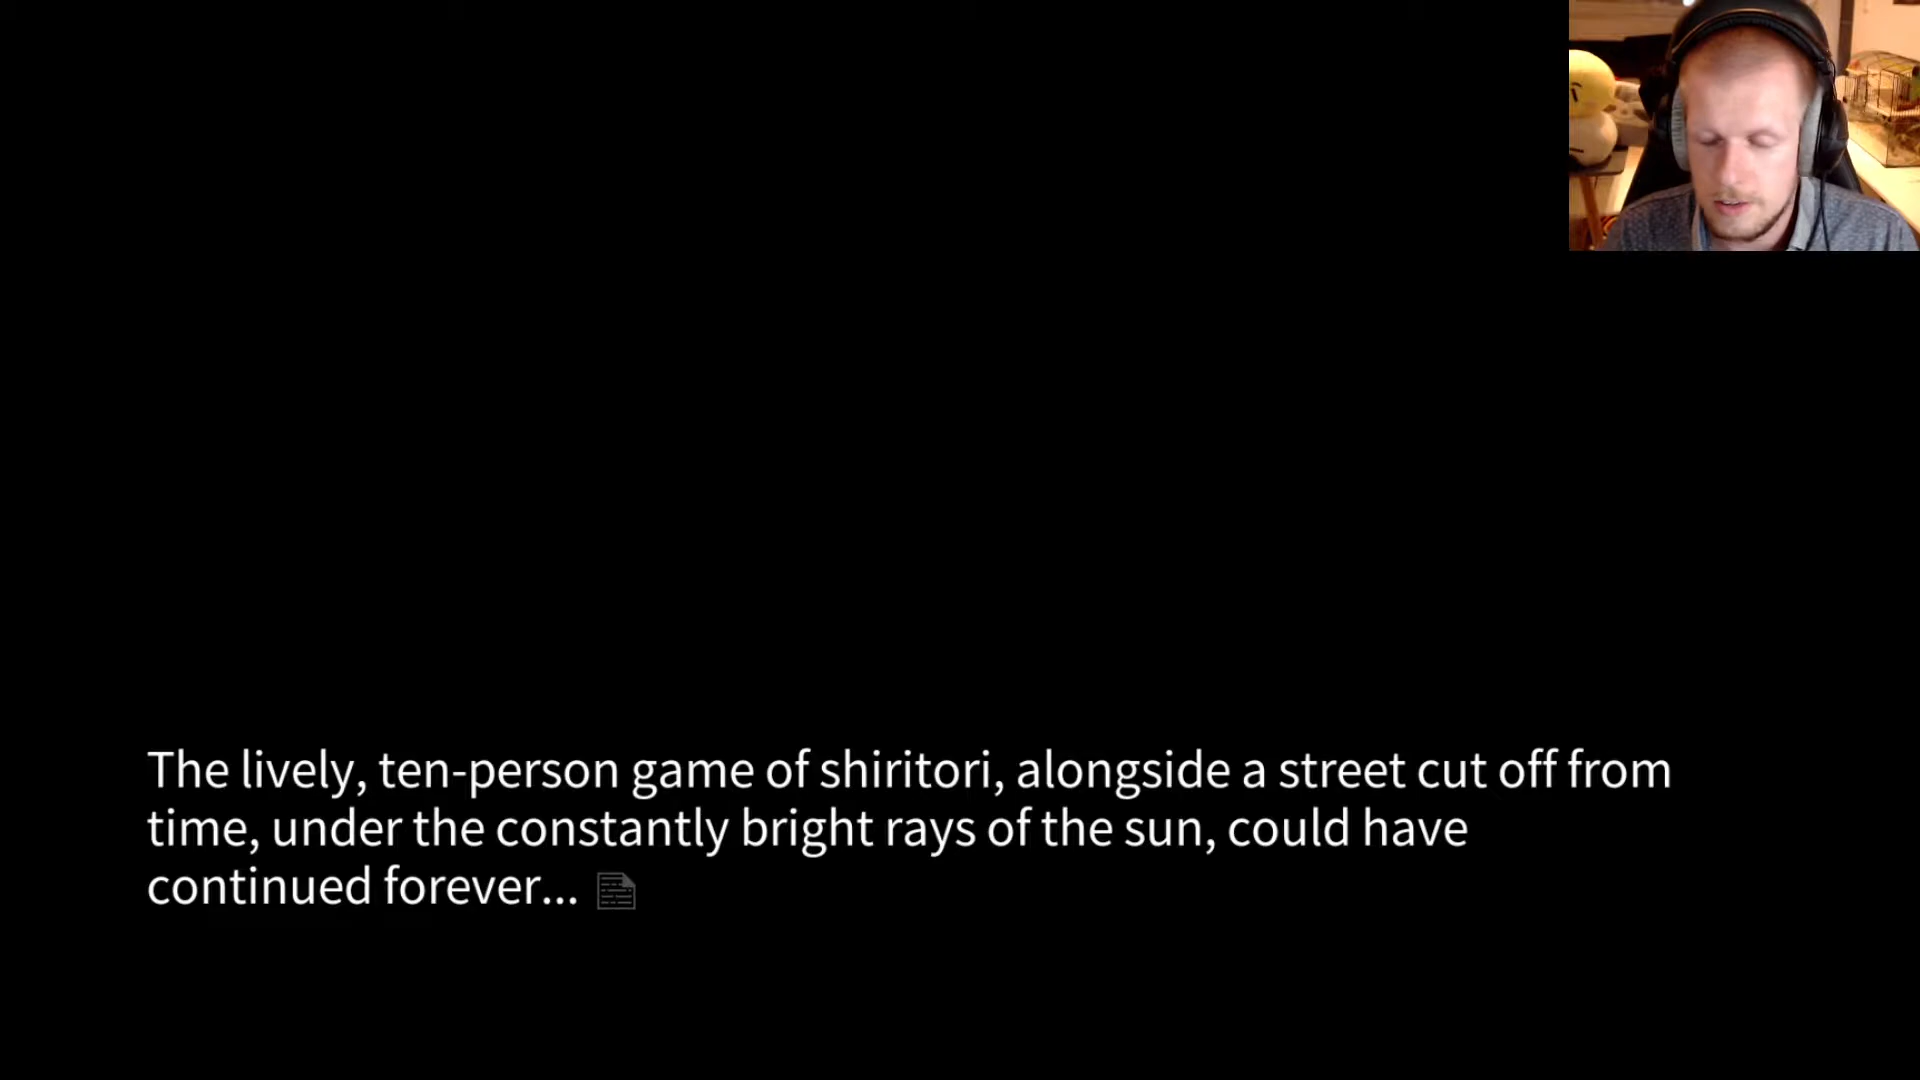 The lively, ten-person game of shiritori, alongside a street cut off from
time, under the constantly bright rays of the sun, could have
continued forever...